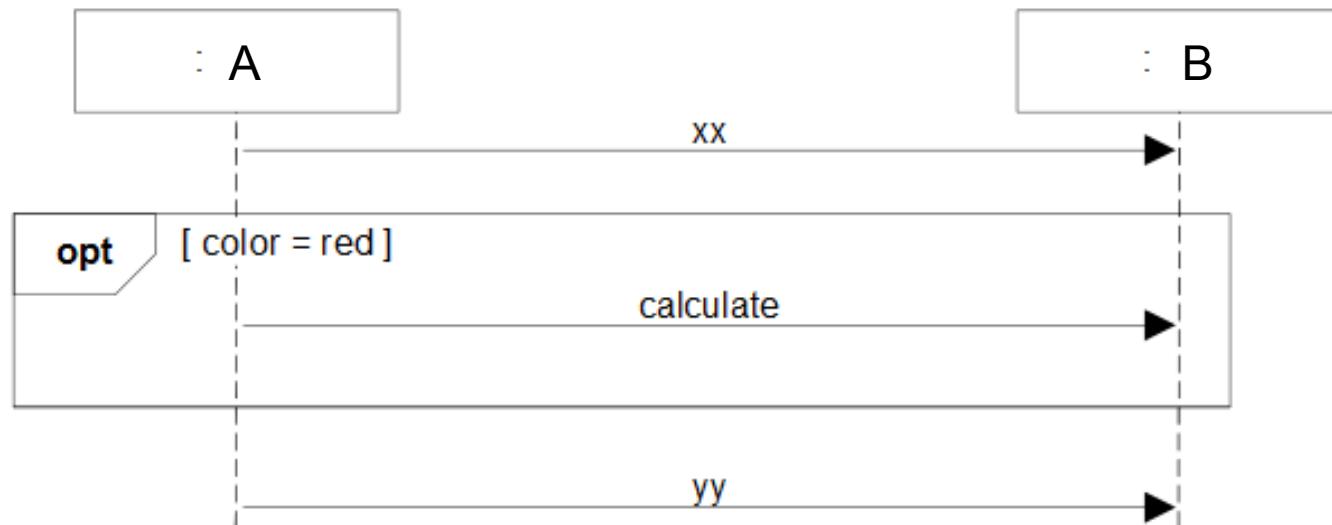 : A
: B
xx
opt
[ color = red ]
calculate
yy